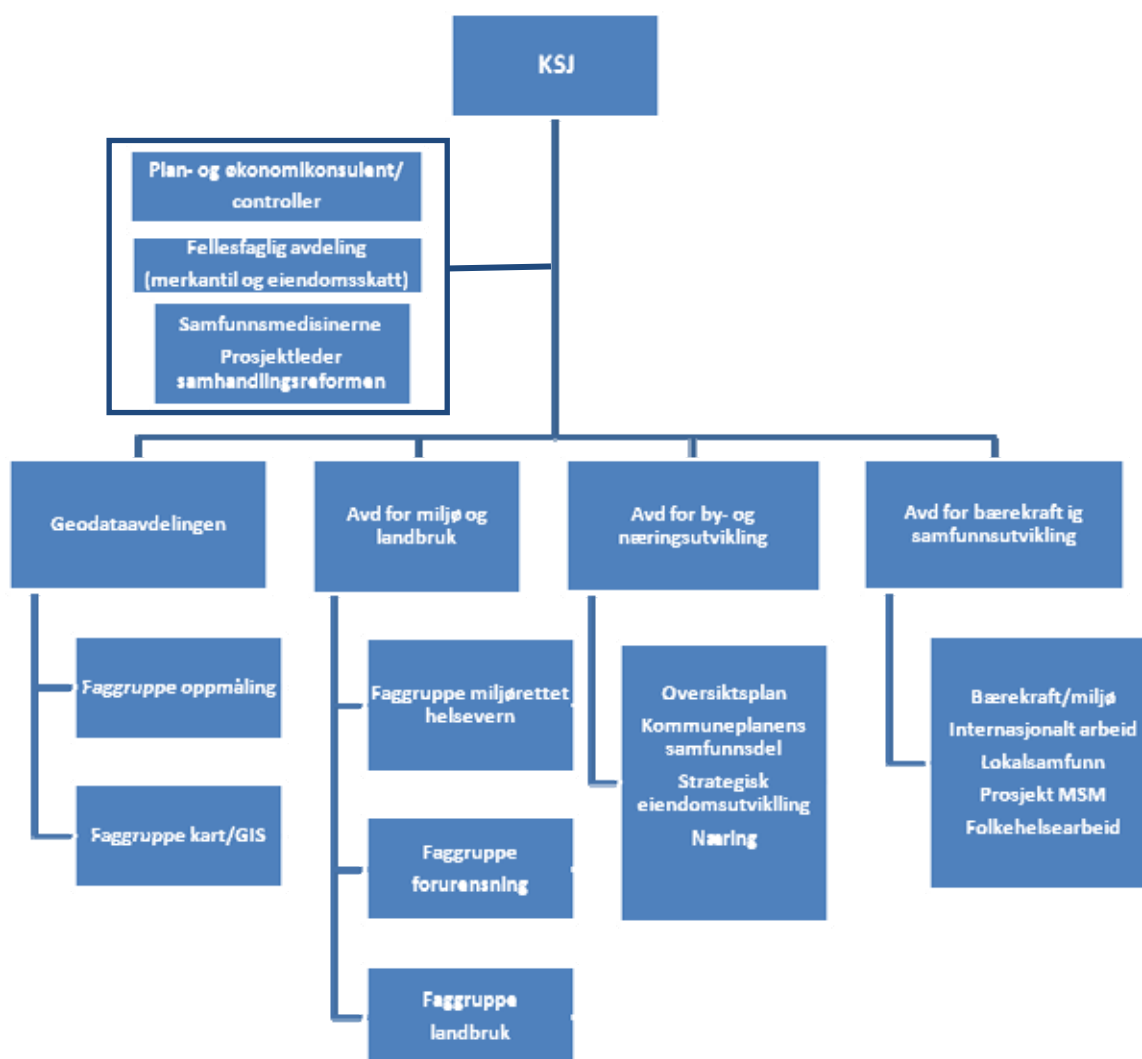 KSJ
Plan- og økonomikonsulent/
controller
Fellesfaglig avdeling
(merkantil og eiendomsskatt)
Samfunnsmedisinerne
Prosjektleder
samhandlingsreformen
Geodataavdelingen
Avd for miljø og
landbruk
Avd for by- og
næringsutvikling
Avd for bærekraft ig
samfunnsutvikling
Faggruppe oppmåling
Faggruppe kart/GIS
Faggruppe miljørettet
helsevern
Faggruppe
forurensning
Faggruppe
landbruk
Oversiktsplan
Kommuneplanens
samfunnsdel
Strategisk
eiendomsutviklling
Næring
Bærekraft/miljø
Internasjonalt arbeid
Lokalsamfunn
Prosjekt MSM
Folkehelsearbeid